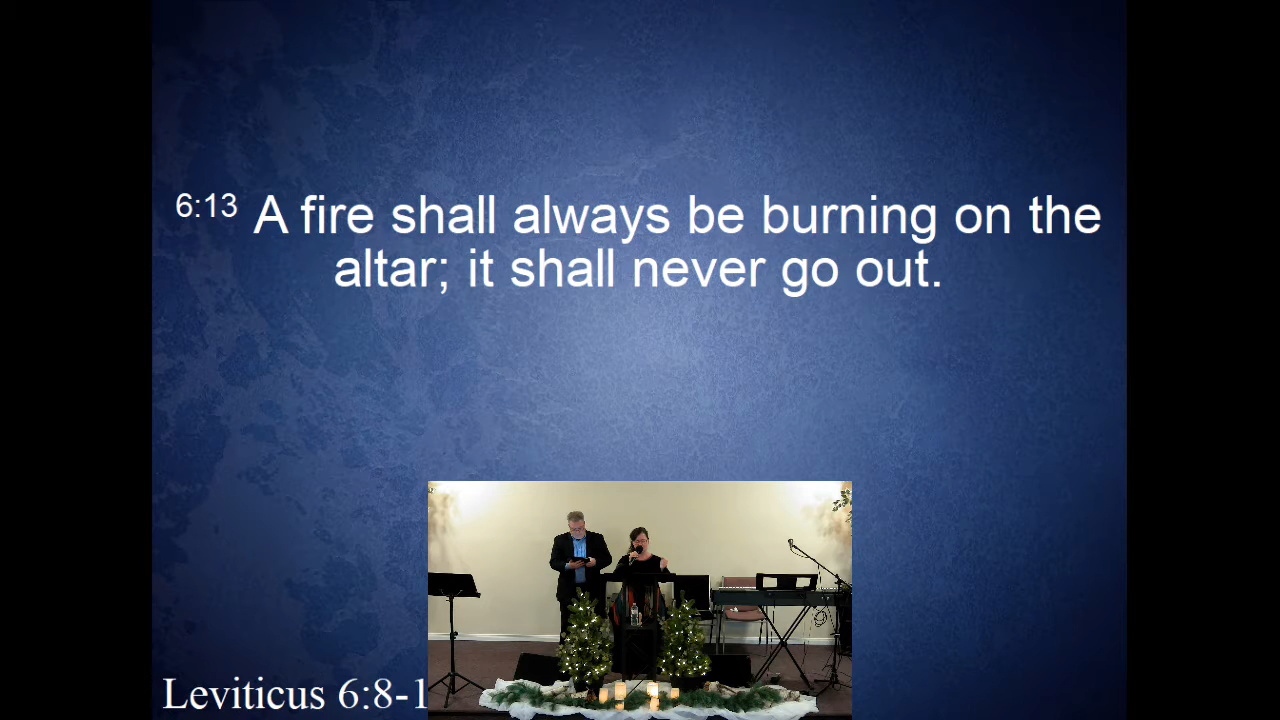 6:13 A fire shall always be burning on the
altar; it shall never go out.
Leviticus 6:8-1